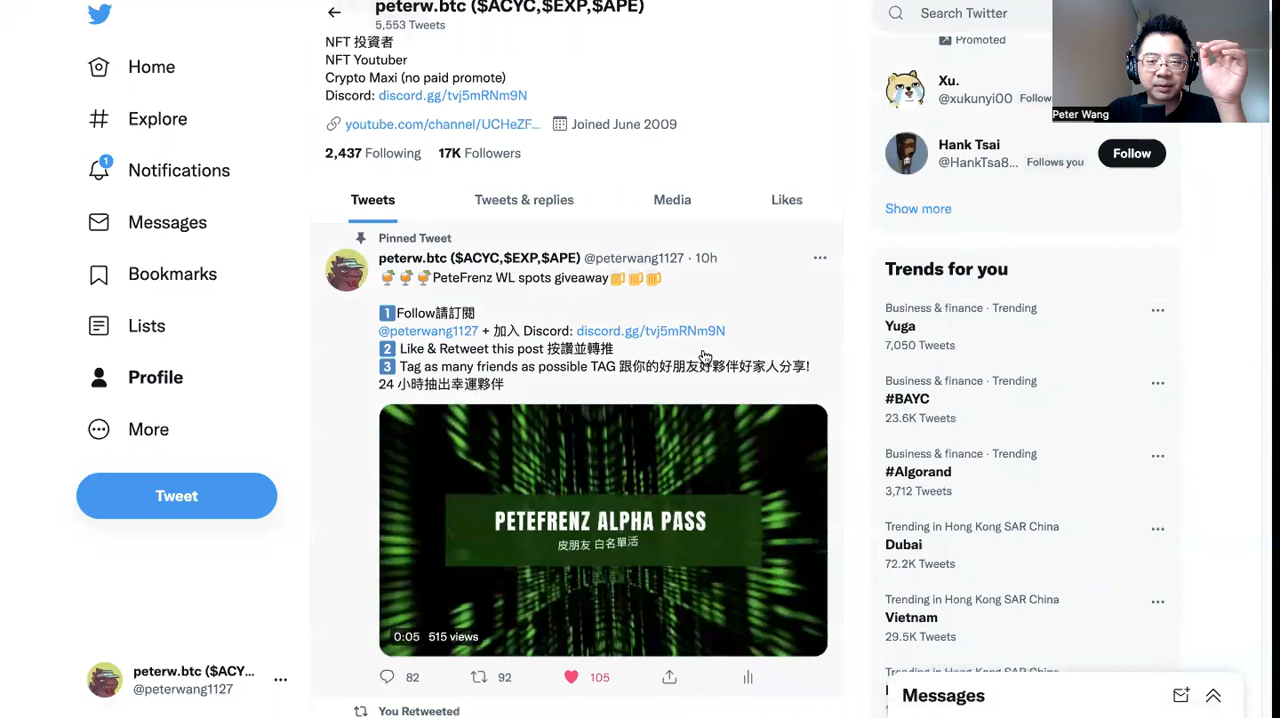 peterw.btc ($ACYC,$EXP,$APE)
5,553 Tweets
NFT 投資者
NFT Youtuber
Crypto Maxi (no paid promote)
Discord: discord.gg/tvj5mRNm9N
youtube.com/channel/UCHeZF... Joined June 2009
2,437 Following 17K Followers
Tweets Tweets & replies Media Likes
Pinned Tweet
peterw.btc ($ACYC,$EXP,$APE) @peterwang1127 · 10h
🍹🍹🍹PeteFrenz WL spots giveaway🍻🍻🍻
1️⃣Follow請訂閱
@peterwang1127 + 加入 Discord: discord.gg/tvj5mRNm9N
2️⃣ Like & Retweet this post 按讚並轉推
3️⃣ Tag as many friends as possible TAG 跟你的好朋友好夥伴好家人分享!
24 小時抽出幸運夥伴
PETEFRENZ ALPHA PASS
皮朋友 白名單活
0:05 515 views
82 92 105
You Retweeted
Home
Explore
1
Notifications
Messages
Bookmarks
Lists
Profile
More
Tweet
peterw.btc ($ACY...
@peterwang1127
Search Twitter
Promoted
Xu.
@xukunyi00 Follow
Peter Wang
Hank Tsai
@HankTsa8... Follows you
Follow
Show more
Trends for you
Business & finance · Trending
Yuga
7,050 Tweets
Business & finance · Trending
#BAYC
23.6K Tweets
Business & finance · Trending
#Algorand
3,712 Tweets
Trending in Hong Kong SAR China
Dubai
72.2K Tweets
Trending in Hong Kong SAR China
Vietnam
29.5K Tweets
Messages